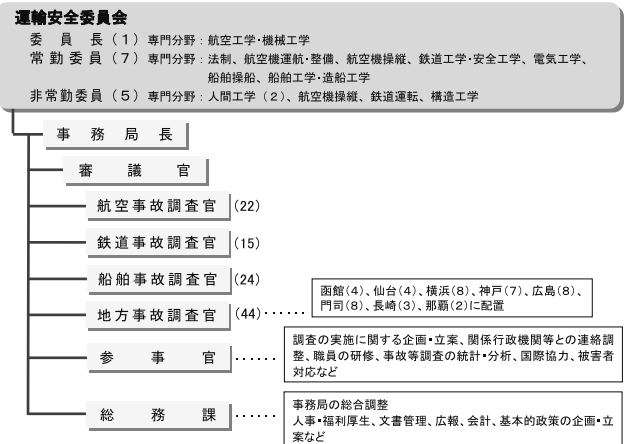 運輸安全委員会
委員長（1）専門分野：航空工学・機械工学
常勤委員（7）専門分野：法制、航空機運航・整備、航空機操縦、鉄道工学・安全工学、電気工学、
船舶操船、船舶工学・造船工学
非常勤委員（5）専門分野：人間工学（2）、航空機操縦、鉄道運転、構造工学
事務局長
審議官
航空事故調査官 (22)
鉄道事故調査官 (15)
船舶事故調査官 (24)
地方事故調査官 (44)・・・・・・
函館(4)、仙台(4)、横浜(8)、神戸(7)、広島(8)、
門司(8)、長崎(3)、那覇(2)に配置
参事官 ・・・・・・
調査の実施に関する企画・立案、関係行政機関等との連絡調
整、職員の研修、事故等調査の統計・分析、国際協力、被害者
対応など
総務課 ・・・・・・
事務局の総合調整
人事・福利厚生、文書管理、広報、会計、基本的政策の企画・立
案など